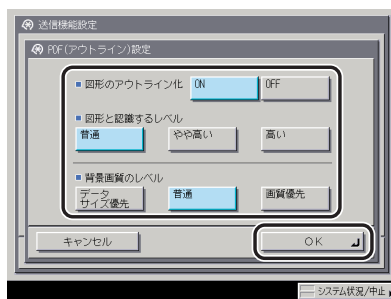 送信機能設定
PDF(アウトライン)設定
■ 図形のアウトライン化 ON OFF
■ 図形と認識するレベル
普通 やや高い 高い
■ 背景画質のレベル
データサイズ優先 普通 画質優先
キャンセル OK
システム状況/中止